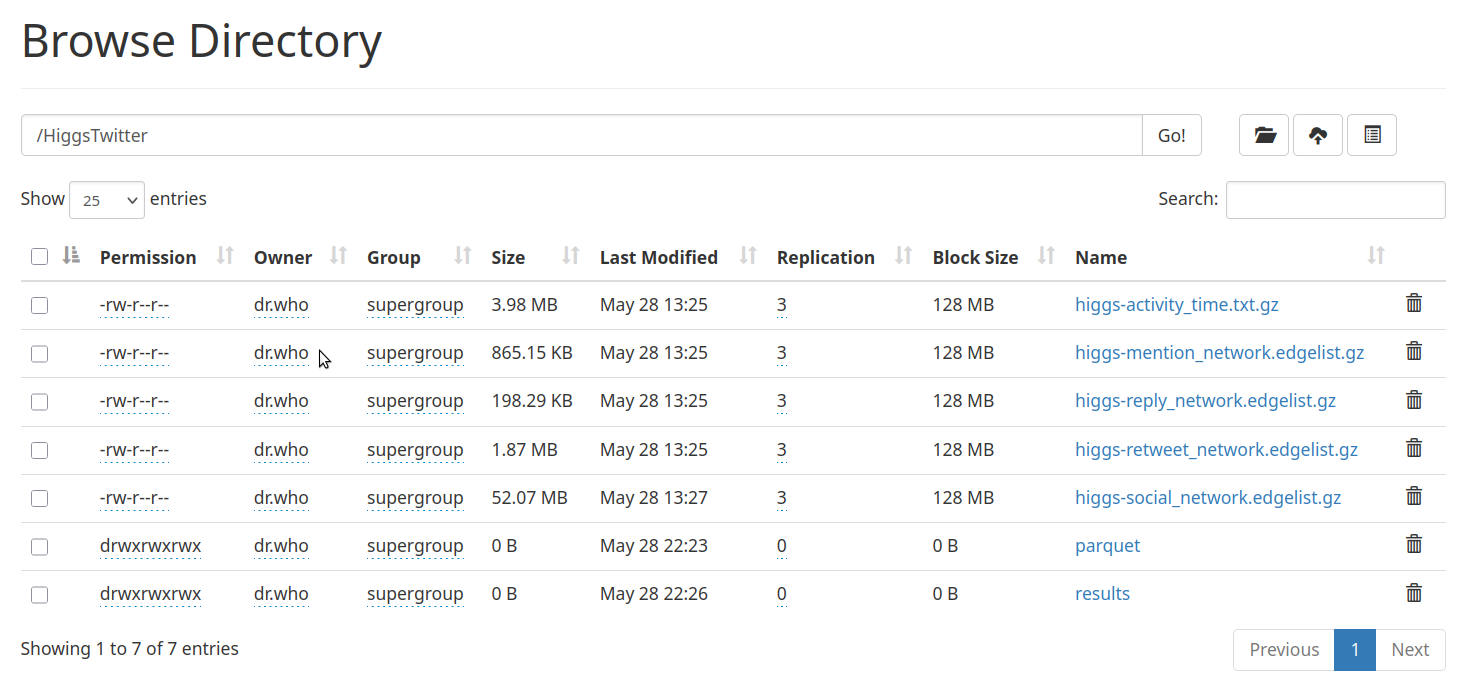 Browse Directory
/HiggsTwitter Go!
Show 25 entries Search:
Permission Owner Group Size Last Modified Replication Block Size Name
-rw-r--r-- dr.who supergroup 3.98 MB May 28 13:25 3 128 MB higgs-activity_time.txt.gz
-rw-r--r-- dr.who supergroup 865.15 KB May 28 13:25 3 128 MB higgs-mention_network.edgelist.gz
-rw-r--r-- dr.who supergroup 198.29 KB May 28 13:25 3 128 MB higgs-reply_network.edgelist.gz
-rw-r--r-- dr.who supergroup 1.87 MB May 28 13:25 3 128 MB higgs-retweet_network.edgelist.gz
-rw-r--r-- dr.who supergroup 52.07 MB May 28 13:27 3 128 MB higgs-social_network.edgelist.gz
drwxrwxrwx dr.who supergroup 0 B May 28 22:23 0 0 B parquet
drwxrwxrwx dr.who supergroup 0 B May 28 22:26 0 0 B results
Showing 1 to 7 of 7 entries Previous 1 Next